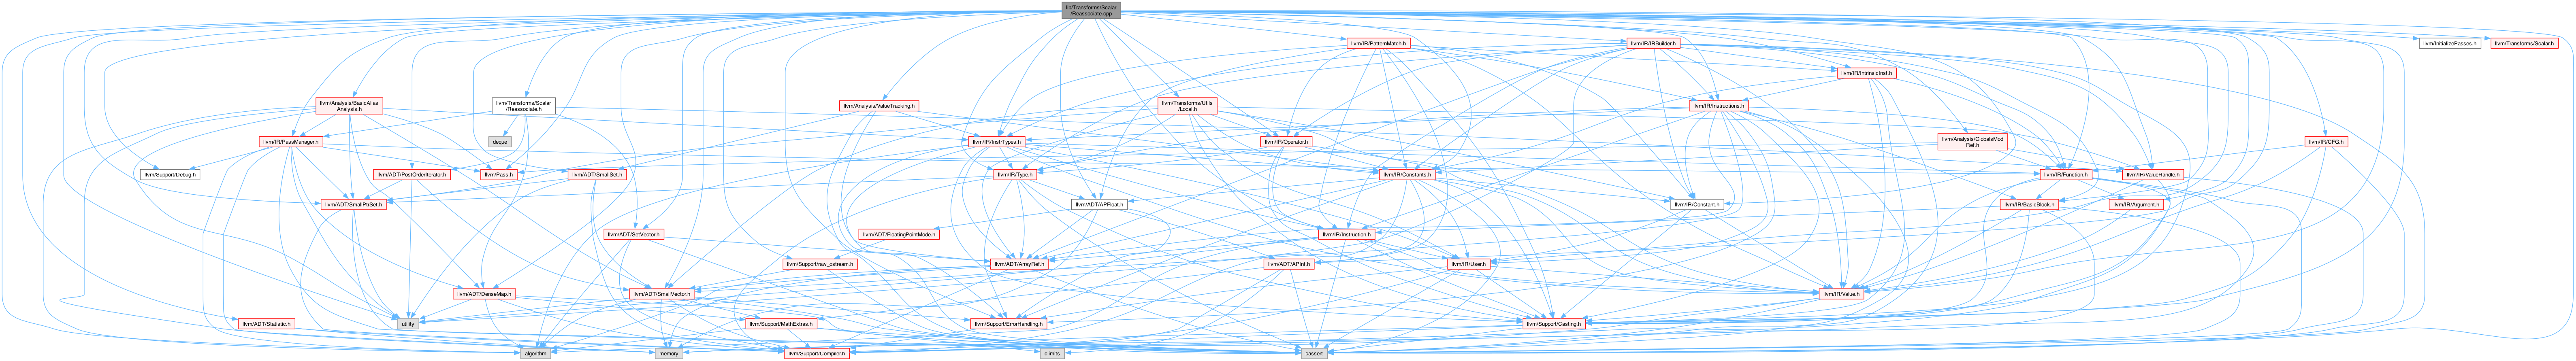 lib/Transforms/Scalar
/Reassociate.cpp
llvm/IR/PatternMatch.h
llvm/IR/IRBuilder.h
llvm/InitializePasses.h
llvm/Transforms/Scalar.h
llvm/IR/IntrinsicInst.h
llvm/Analysis/BasicAlias
Analysis.h
llvm/Transforms/Scalar
/Reassociate.h
llvm/Analysis/ValueTracking.h
llvm/Transforms/Utils
/Local.h
llvm/IR/Instructions.h
llvm/IR/PassManager.h
deque
llvm/IR/InstrTypes.h
llvm/IR/Operator.h
llvm/Analysis/GlobalsMod
Ref.h
llvm/IR/CFG.h
llvm/Support/Debug.h
llvm/ADT/PostOrderIterator.h
llvm/Pass.h
llvm/ADT/SmallSet.h
llvm/IR/Type.h
llvm/IR/Constants.h
llvm/IR/Function.h
llvm/IR/ValueHandle.h
llvm/ADT/SmallPtrSet.h
llvm/ADT/APFloat.h
llvm/IR/Constant.h
llvm/IR/BasicBlock.h
llvm/IR/Argument.h
llvm/ADT/SetVector.h
llvm/ADT/FloatingPointMode.h
llvm/IR/Instruction.h
llvm/Support/raw_ostream.h
llvm/ADT/ArrayRef.h
llvm/ADT/APInt.h
llvm/IR/User.h
llvm/ADT/DenseMap.h
llvm/ADT/SmallVector.h
llvm/IR/Value.h
llvm/ADT/Statistic.h
utility
llvm/Support/MathExtras.h
llvm/Support/ErrorHandling.h
llvm/Support/Casting.h
algorithm
memory
llvm/Support/Compiler.h
climits
cassert